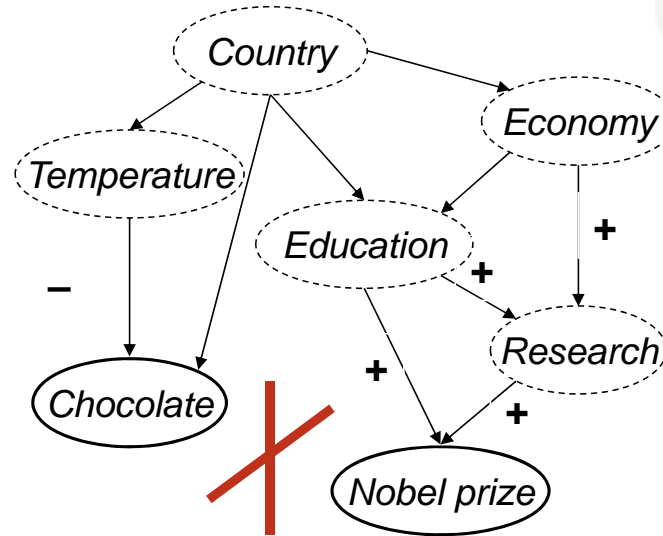 Country
Economy
Temperature
Education
+
+
–
Research
+
Chocolate
+
Nobel prize